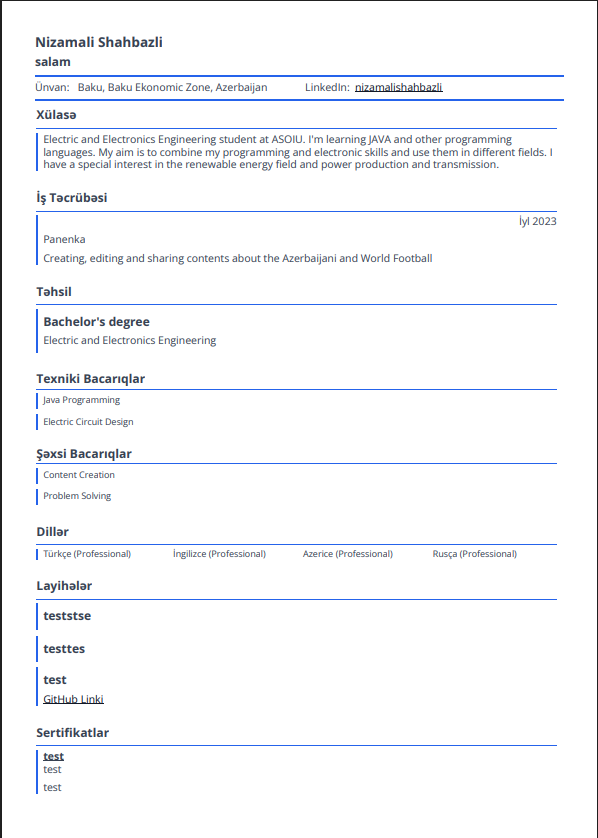 Nizamali Shahbazli
salam
Ünvan: Baku, Baku Ekonomic Zone, Azerbaijan LinkedIn: nizamalishahbazli
Xülasə
Electric and Electronics Engineering student at ASOIU. I'm learning JAVA and other programming
languages. My aim is to combine my programming and electronic skills and use them in different fields. I
have a special interest in the renewable energy field and power production and transmission.
İş Təcrübəsi
İyl 2023
Panenka
Creating, editing and sharing contents about the Azerbaijani and World Football
Təhsil
Bachelor's degree
Electric and Electronics Engineering
Texniki Bacarıqlar
Java Programming
Electric Circuit Design
Şəxsi Bacarıqlar
Content Creation
Problem Solving
Dillər
Türkçe (Professional) İngilizce (Professional) Azerice (Professional) Rusça (Professional)
Layihələr
teststse
testtes
test
GitHub Linki
Sertifikatlar
test
test
test